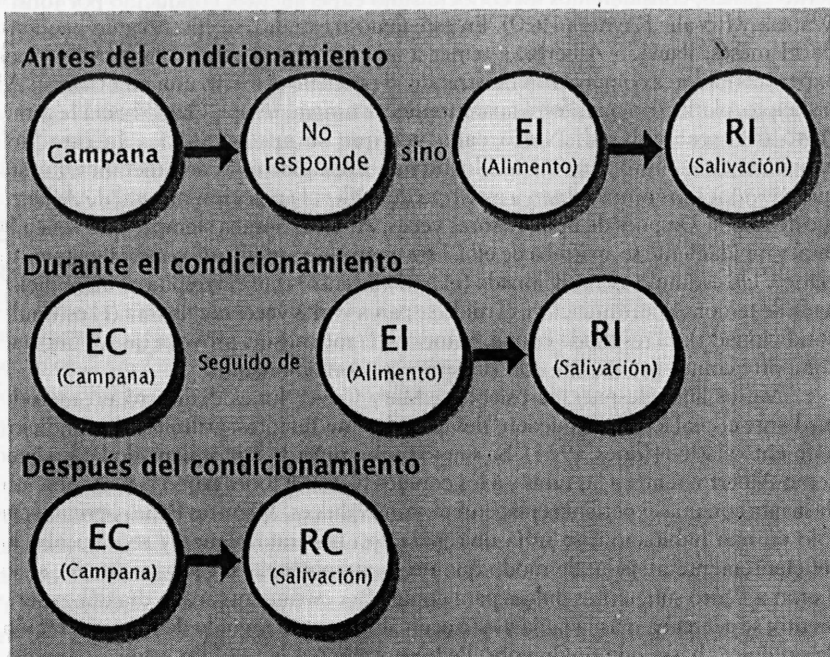 Antes del condicionamiento
Campana
No
responde
sino
EI
(Alimento)
RI
(Salivación)
Durante el condicionamiento
EC
(Campana)
Seguido de
EI
(Alimento)
RI
(Salivación)
Después del condicionamiento
EC
(Campana)
RC
(Salivación)